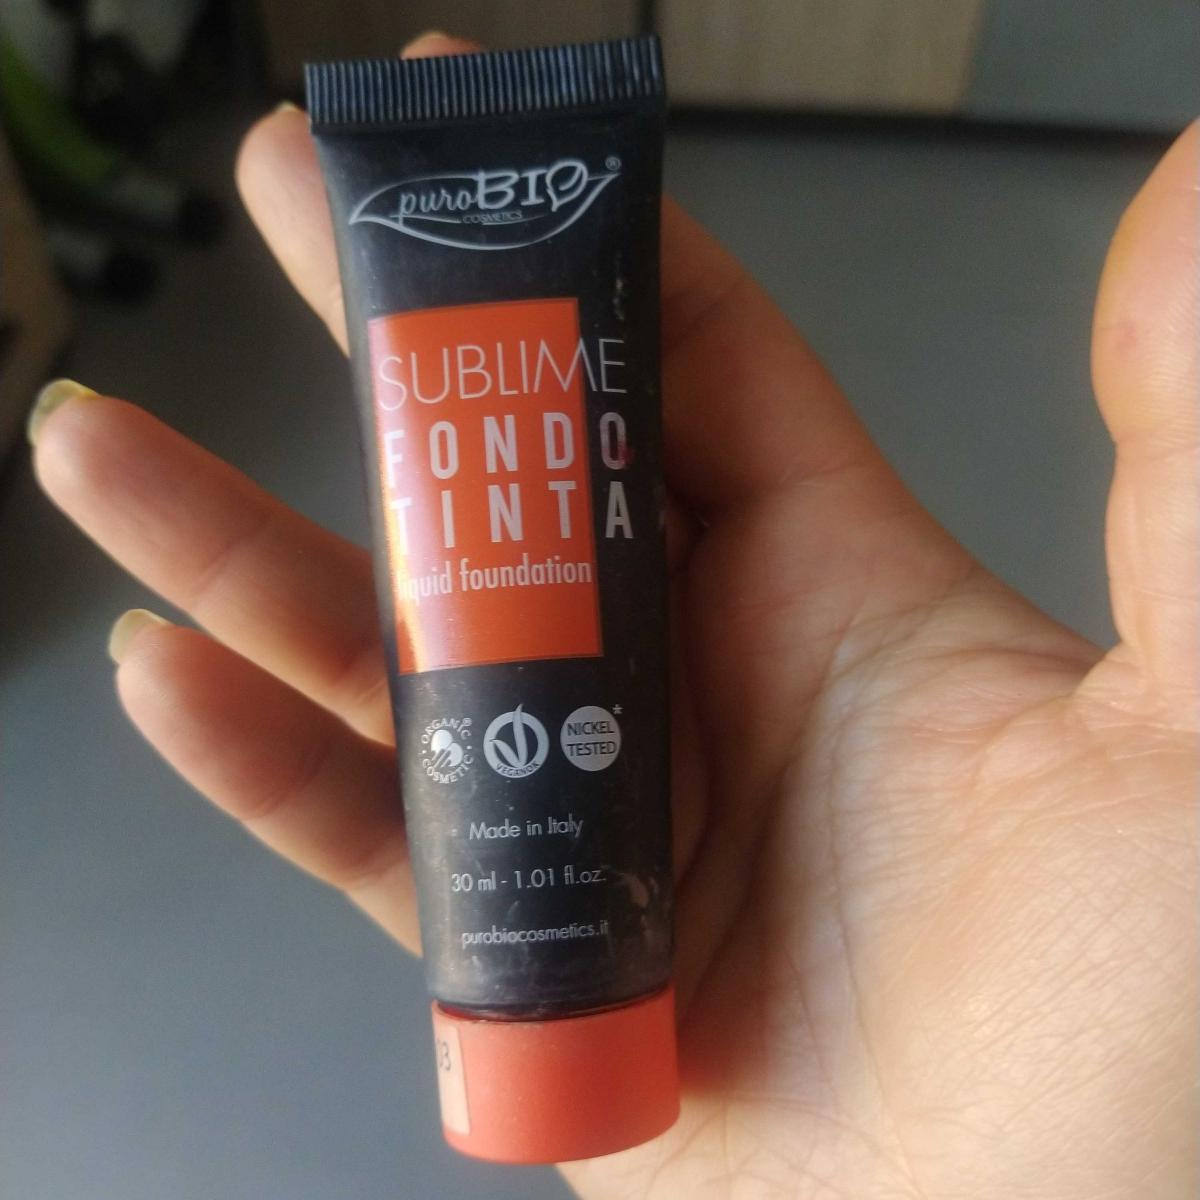 puroBIO®
COSMETICS
SUBLIME
FONDO
TINTA
liquid foundation
ORGANIC COSMETIC ®
VEGANOK
NICKEL
TESTED*
Made in Italy
30 ml - 1.01 fl.oz.
purobiocosmetics.it
03